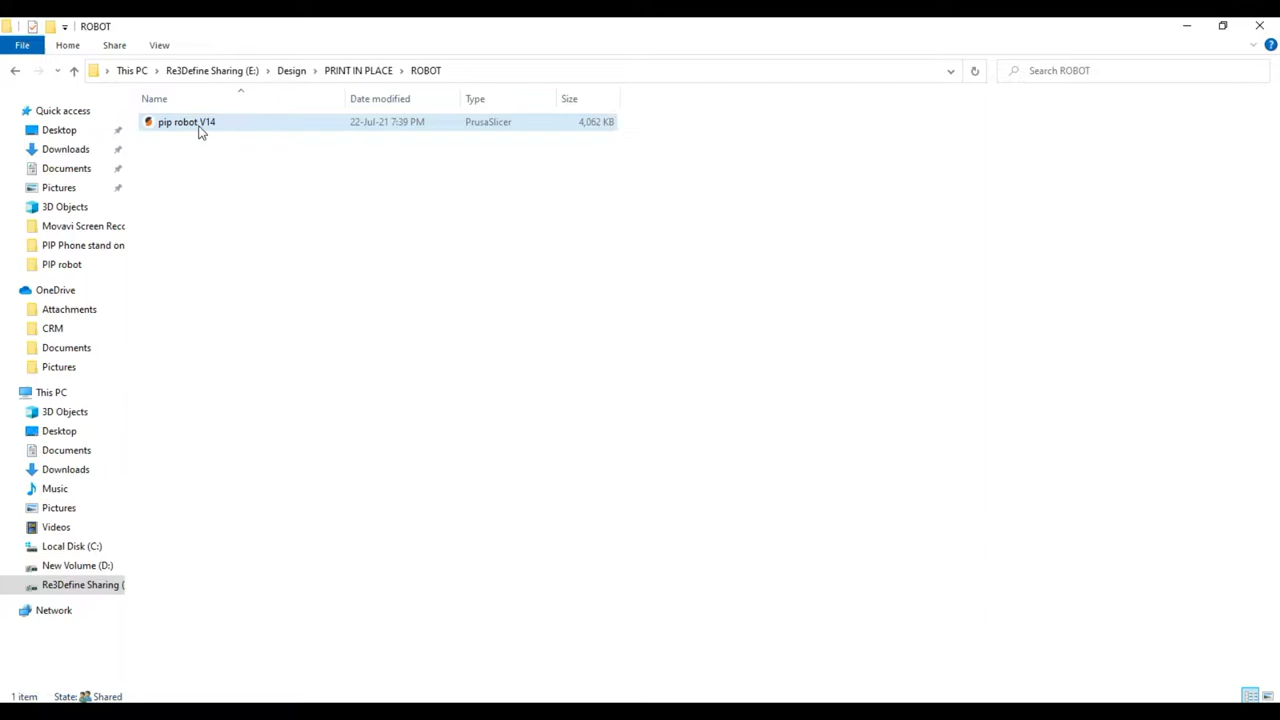 ROBOT
File Home Share View
This PC Re3Define Sharing (E:) Design PRINT IN PLACE ROBOT Search ROBOT
Name Date modified Type Size
pip robot V14 22-Jul-21 7:39 PM PrusaSlicer 4,062 KB
Quick access
Desktop
Downloads
Documents
Pictures
3D Objects
Movavi Screen Reco
PIP Phone stand on
PIP robot
OneDrive
Attachments
CRM
Documents
Pictures
This PC
3D Objects
Desktop
Documents
Downloads
Music
Pictures
Videos
Local Disk (C:)
New Volume (D:)
Re3Define Sharing (
Network
1 item State: Shared